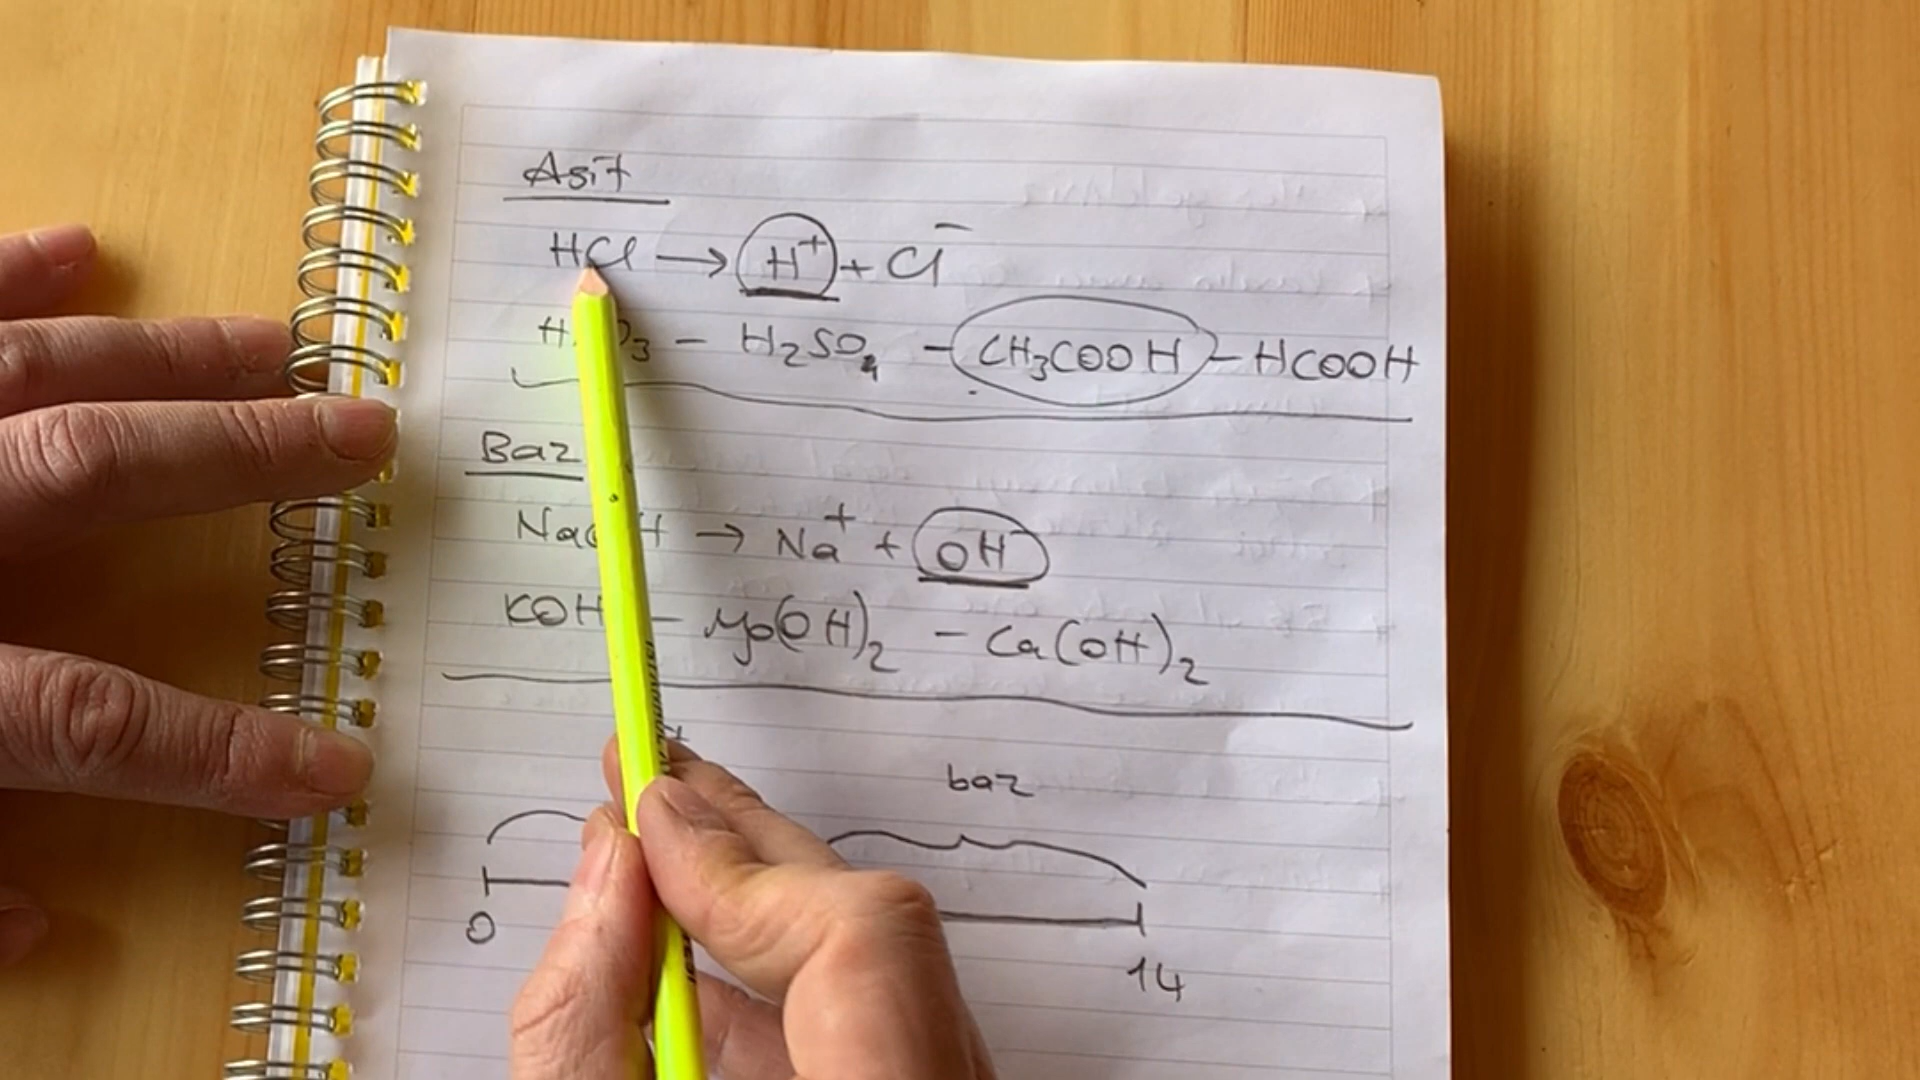 Asit
HCl → H⁺ + Cl⁻
- H₂SO₄ - CH₃COOH - HCOOH
Baz
→ Na⁺ + OH⁻
KOH - Mg(OH)₂ - Ca(OH)₂
baz
0 14